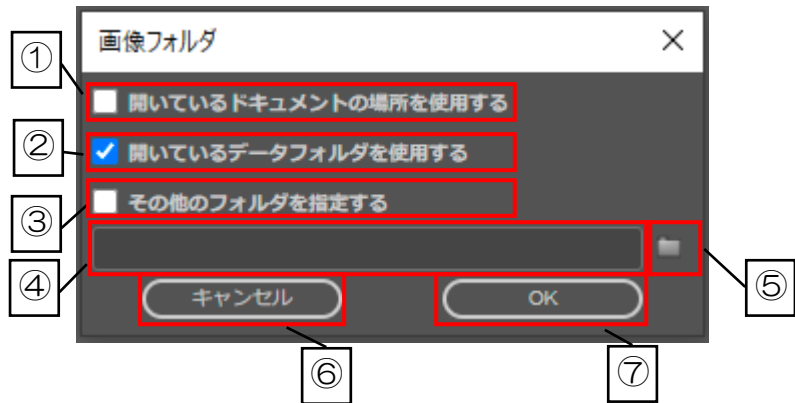 画像フォルダ
①
開いているドキュメントの場所を使用する
②
開いているデータフォルダを使用する
③
その他のフォルダを指定する
④
⑤
キャンセル
OK
⑥
⑦